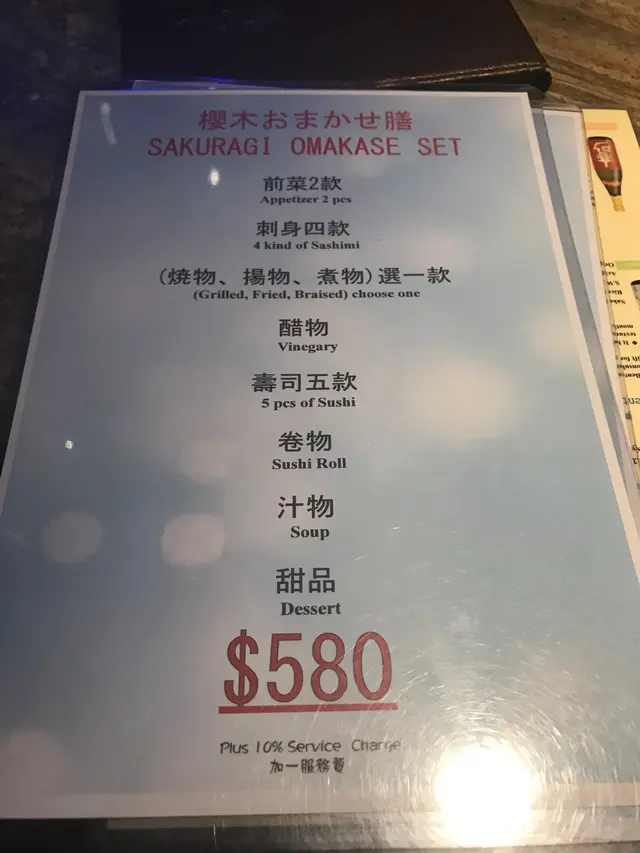 櫻木おまかせ膳
SAKURAGI OMAKASE SET
前菜2款
Appetizer 2 pcs
刺身四款
4 kind of Sashimi
(燒物、揚物、煮物)選一款
(Grilled, Fried, Braised) choose one
醋物
Vinegary
壽司五款
5 pcs of Sushi
卷物
Sushi Roll
汁物
Soup
甜品
Dessert
$580
Plus 10% Service Charge
加一服務費